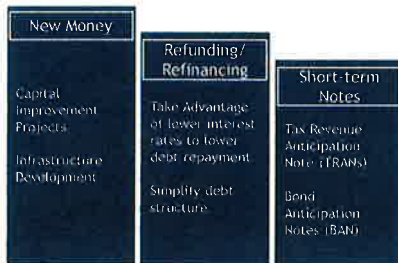 New Money
Capital
Improvement
Projects
Infrastructure
Development
Refunding/
Refinancing
Take Advantage
of lower interest
rates to lower
debt repayment
Simplify debt
structure
Short-term
Notes
Tax Revenue
Anticipation
Note (TRANs)
Bond
Anticipation
Notes (BAN)